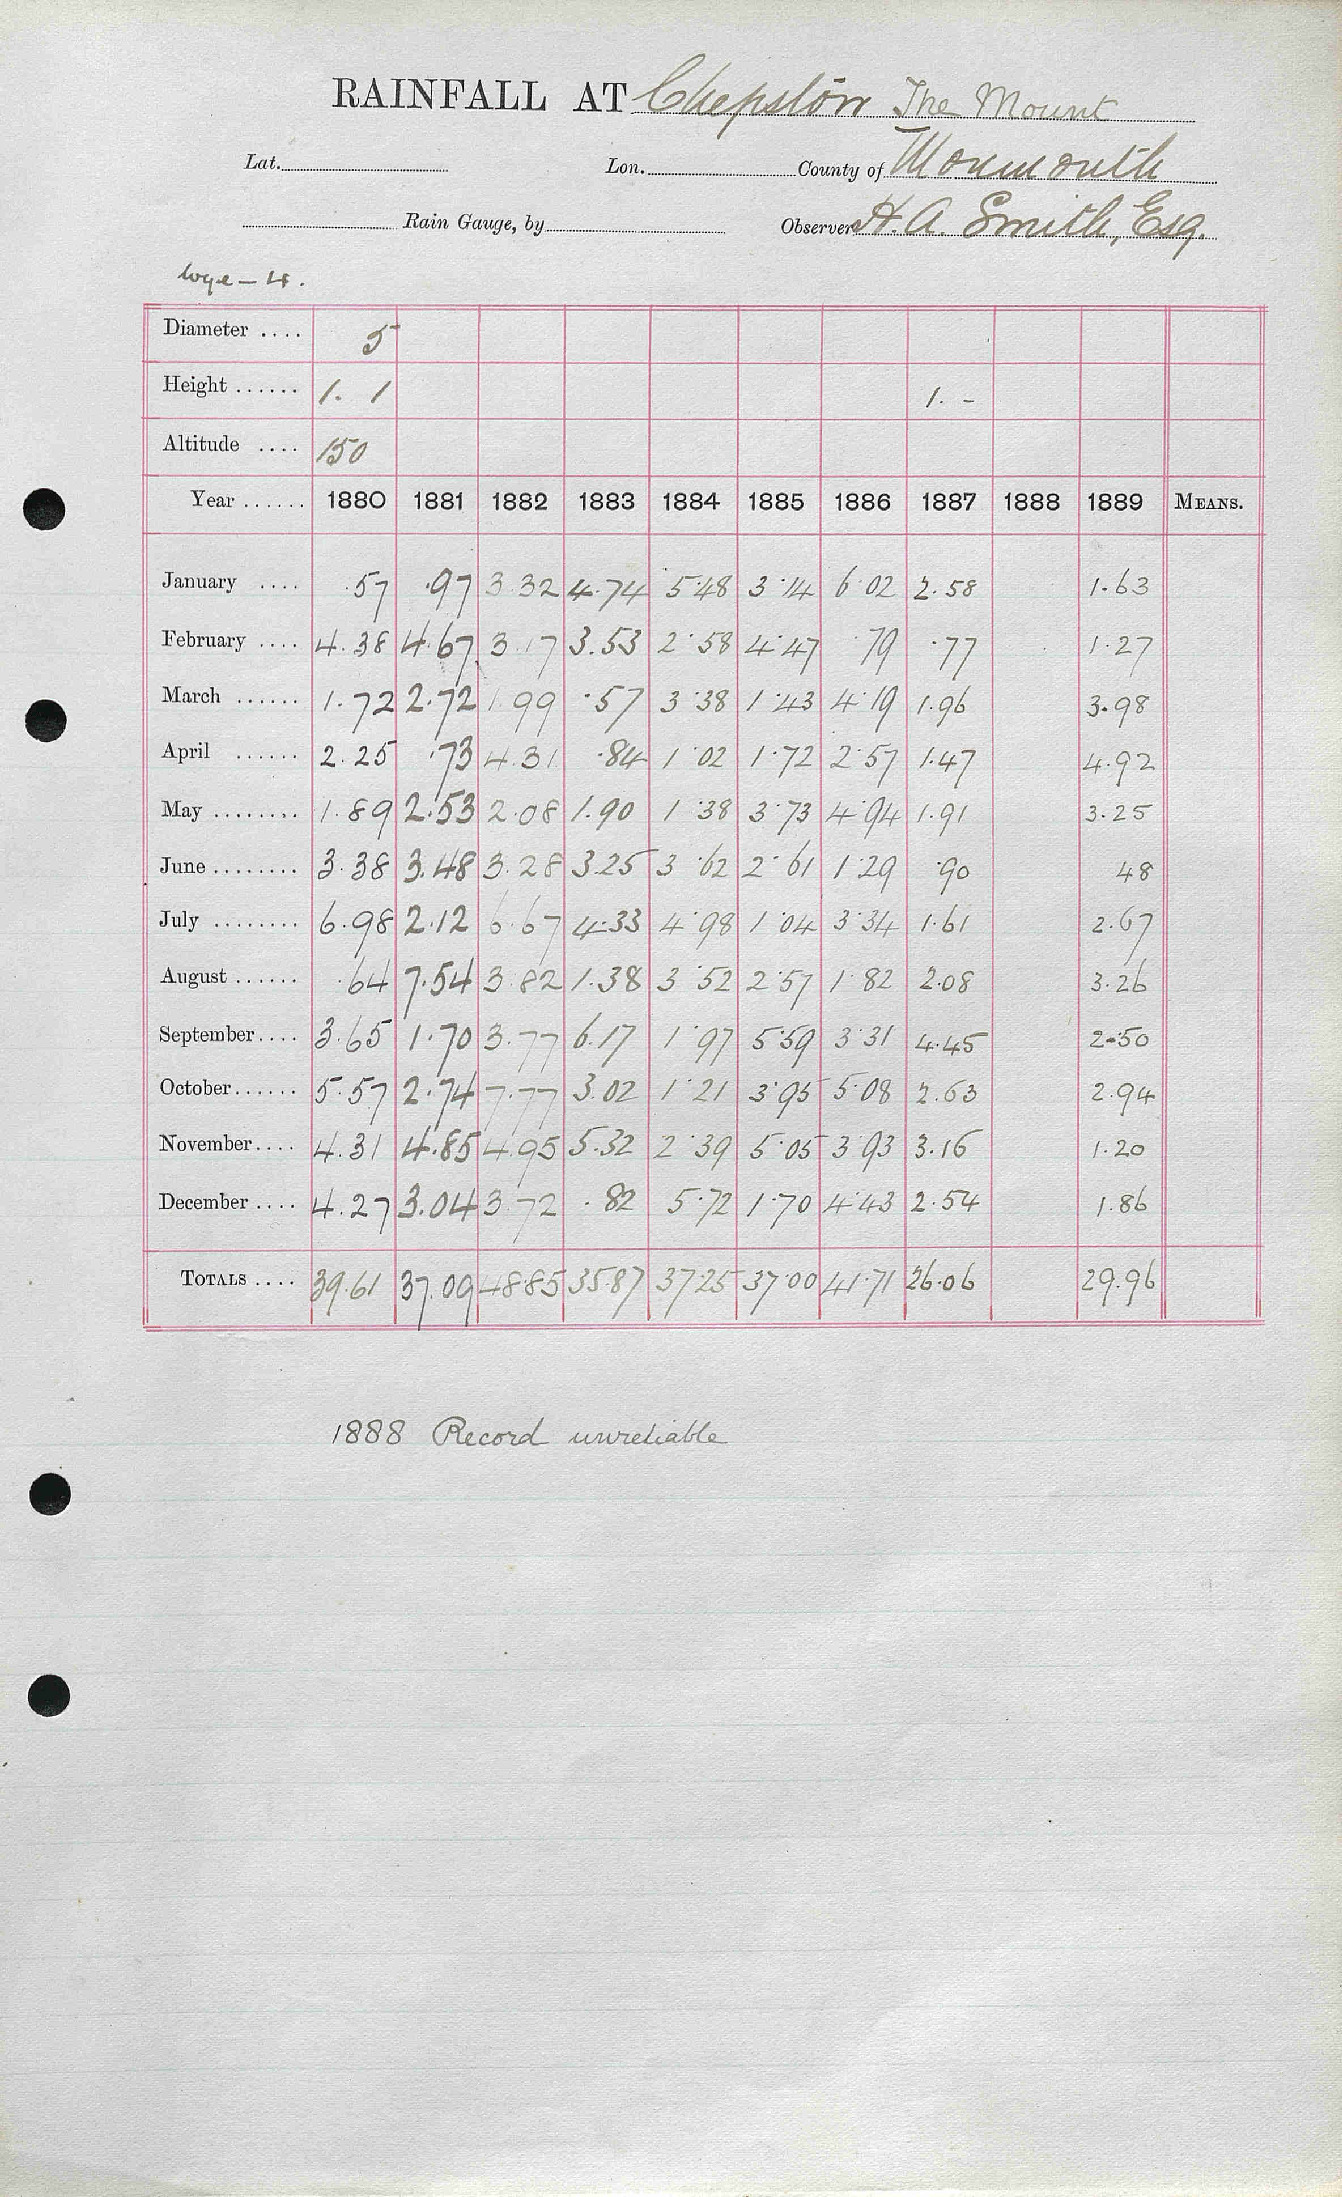 RAINFALL AT Chepstow The Mount
Lat. Lon. County of Monmouth
Rain Gauge, by Observer H. A. Smith, Esq.
Wye – 4.
Diameter .... 5
Height ...... 1. 1 1. -
Altitude .... 150
Year ...... 1880 1881 1882 1883 1884 1885 1886 1887 1888 1889 MEANS.
January .... .57 .97 3.32 4.74 5.48 3.14 6.02 2.58 1.63
February .... 4.38 4.67 3.17 3.53 2.58 4.47 .79 .77 1.27
March ...... 1.72 2.72 1.99 .57 3.38 1.43 4.19 1.96 3.98
April ...... 2.25 .73 4.31 .84 1.02 1.72 2.57 1.47 4.92
May ........ 1.89 2.53 2.08 1.90 1.38 3.73 4.94 1.91 3.25
June ........ 3.38 3.48 3.28 3.25 3.62 2.61 1.29 .90 48
July ........ 6.98 2.12 6.67 4.33 4.98 1.04 3.34 1.61 2.67
August ...... .64 7.54 3.82 1.38 3.52 2.57 1.82 2.08 3.26
September.... 3.65 1.70 3.77 6.17 1.97 5.59 3.31 4.45 2.50
October...... 5.57 2.74 7.77 3.02 1.21 3.95 5.08 2.63 2.94
November.... 4.31 4.85 4.95 5.32 2.39 5.05 3.93 3.16 1.20
December .... 4.27 3.04 3.72 .82 5.72 1.70 4.43 2.54 1.86
TOTALS .... 39.61 37.09 48.85 35.87 37.25 37.00 41.71 26.06 29.96
1888 Record unreliable